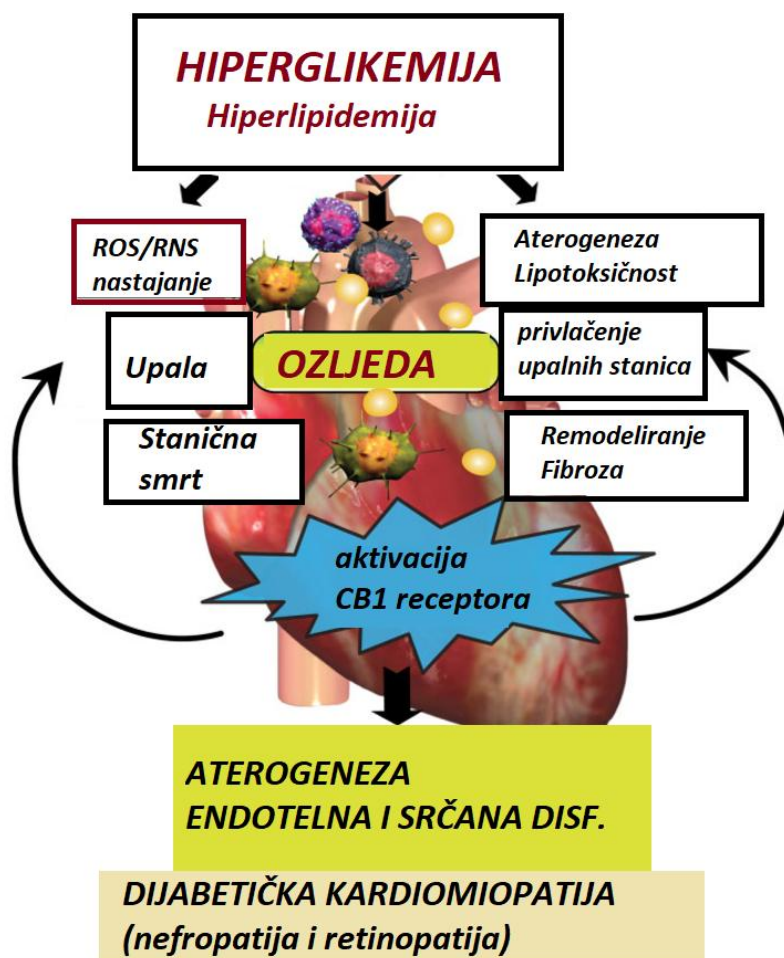 HIPERGLIKEMIJA
Hiperlipidemija
ROS/RNS
nastajanje
Aterogeneza
Lipotoksičnost
Upala
OZLJEDA
privlačenje
upalnih stanica
Stanična
smrt
Remodeliranje
Fibroza
aktivacija
CB1 receptora
ATEROGENEZA
ENDOTELNA I SRČANA DISF.
DIJABETIČKA KARDIOMIOPATIJA
(nefropatija i retinopatija)